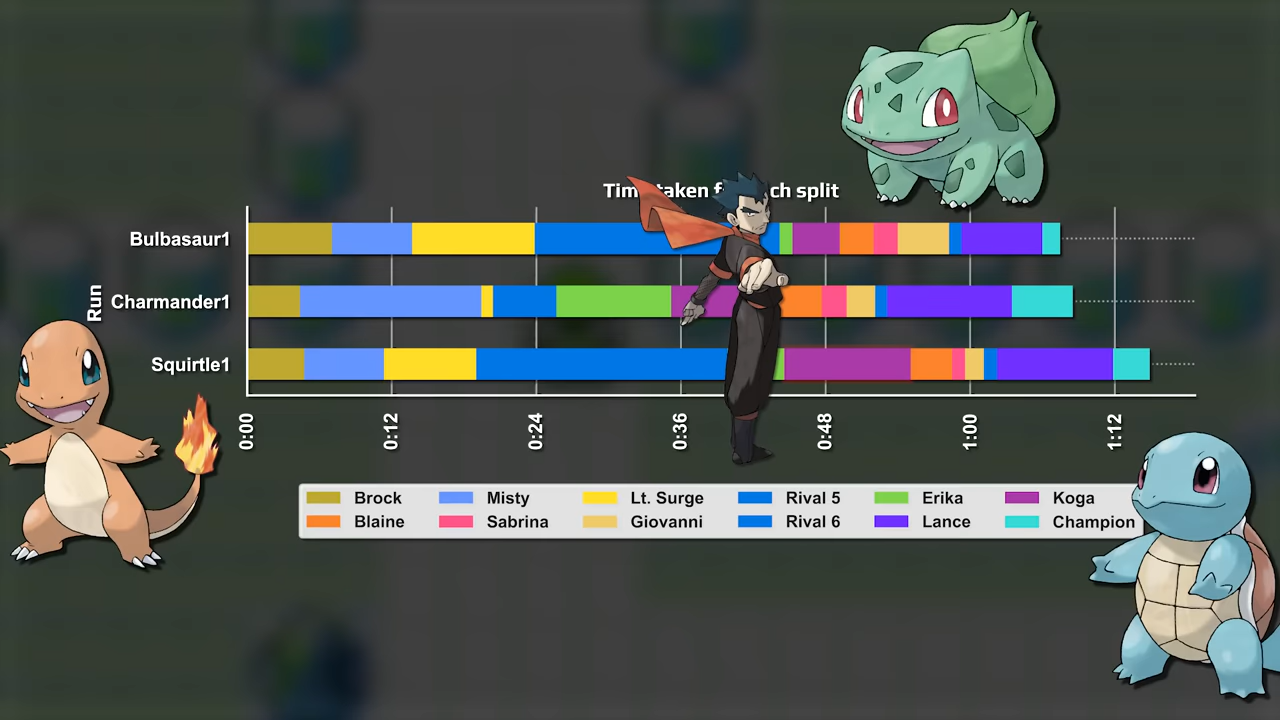 Tim taken f ch split
Bulbasaur1
Charmander1
Squirtle1
Run
0:00
0:12
0:24
0:36
0:48
1:00
1:12
Brock Misty Lt. Surge Rival 5 Erika Koga
Blaine Sabrina Giovanni Rival 6 Lance Champion